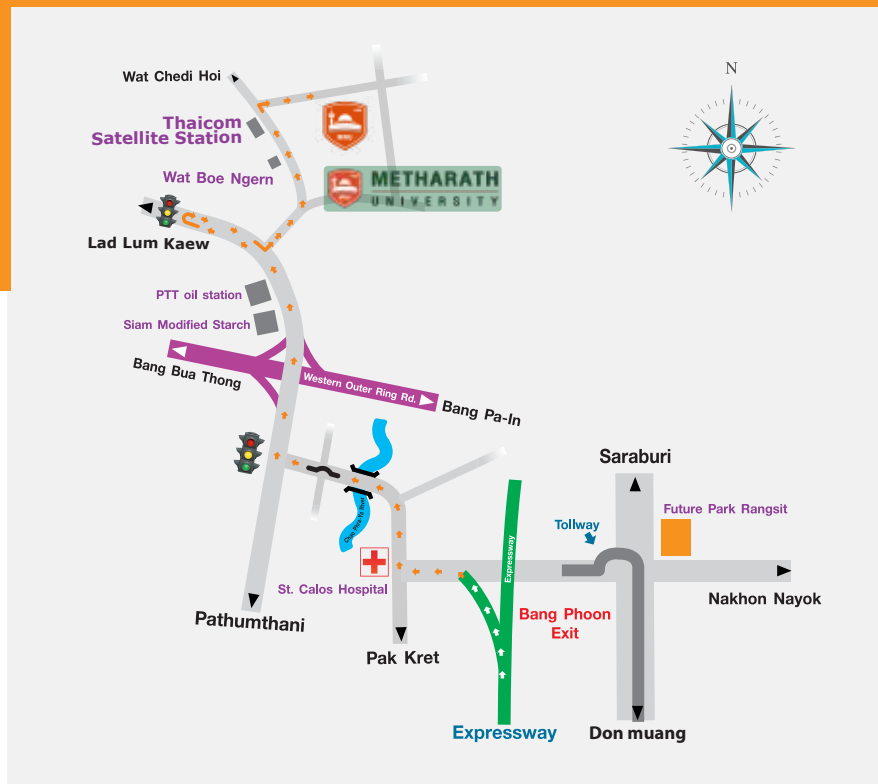 N
Wat Chedi Hoi
Thaicom
Satellite Station
METHARATH
UNIVERSITY
Wat Boe Ngern
Lad Lum Kaew
PTT oil station
Siam Modified Starch
Bang Bua Thong
Western Outer Ring Rd.
Bang Pa-In
Saraburi
Future Park Rangsit
Tollway
Expressway
St. Calos Hospital
Nakhon Nayok
Bang Phoon
Exit
Pathumthani
Pak Kret
Expressway
Don muang